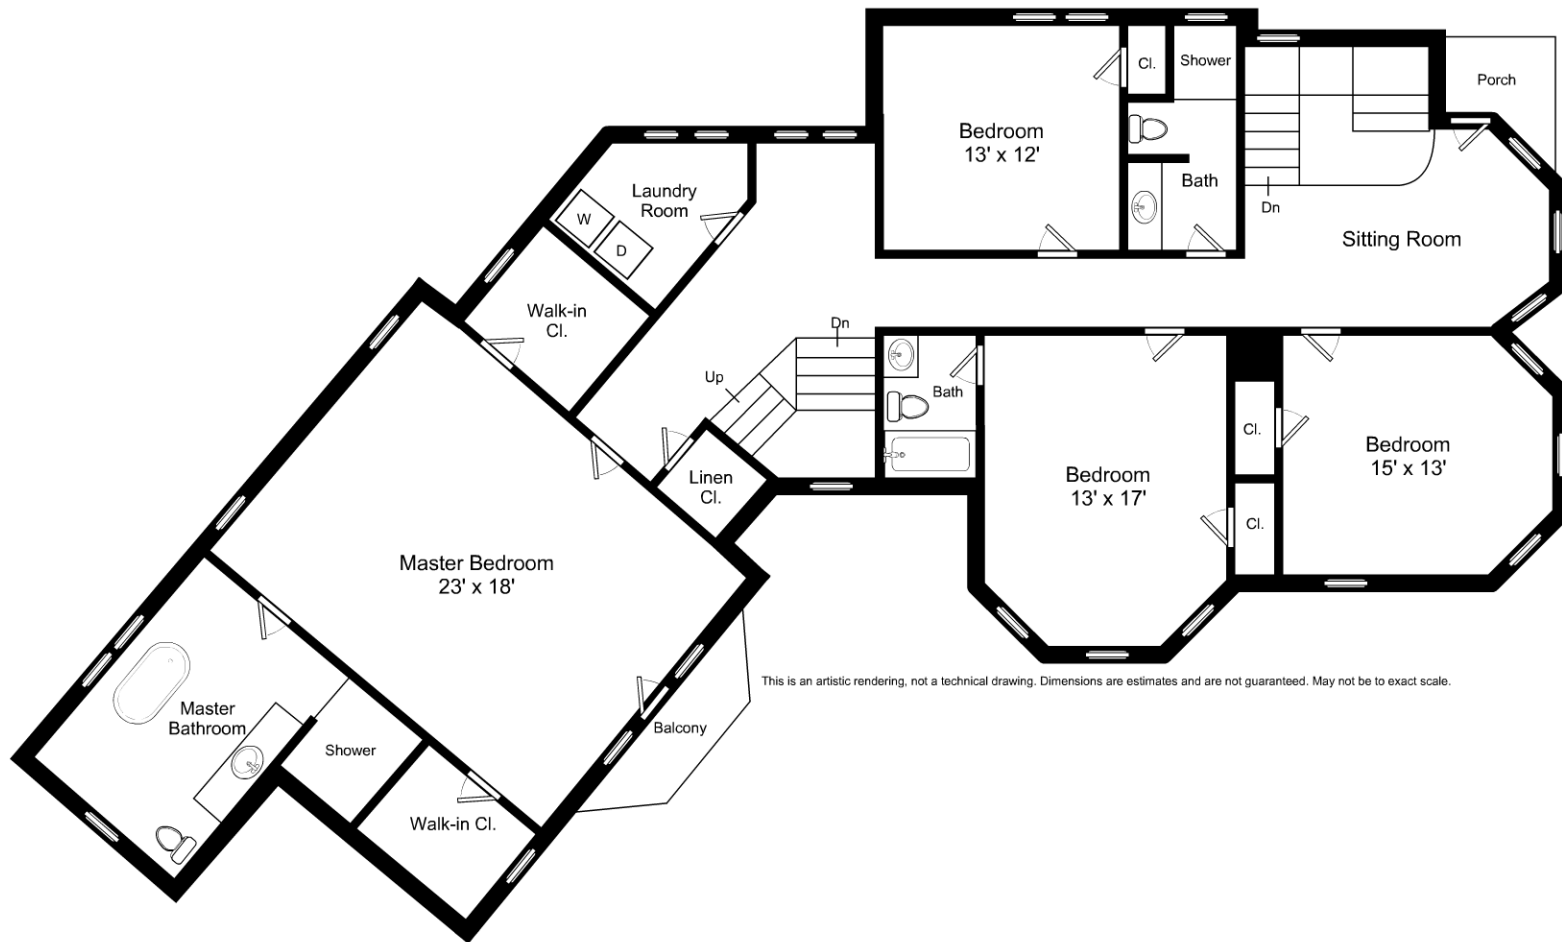 Porch
Cl.
Shower
Bedroom
13' x 12'
Laundry
Room
W
D
Bath
Dn
Sitting Room
Walk-in
Cl.
Dn
Up
Bath
Cl.
Bedroom
15' x 13'
Bedroom
13' x 17'
Linen
Cl.
Cl.
Master Bedroom
23' x 18'
This is an artistic rendering, not a technical drawing. Dimensions are estimates and are not guaranteed. May not be to exact scale.
Master
Bathroom
Balcony
Shower
Walk-in Cl.